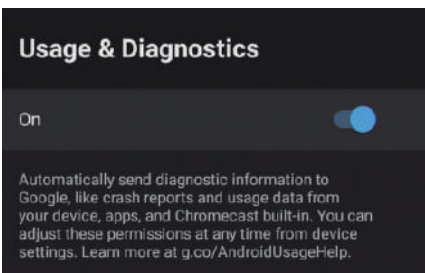 Usage & Diagnostics
On
Automatically send diagnostic information to
Google, like crash reports and usage data from
your device, apps, and Chromecast built-in. You can
adjust these permissions at any time from device
settings. Learn more at g.co/AndroidUsageHelp.